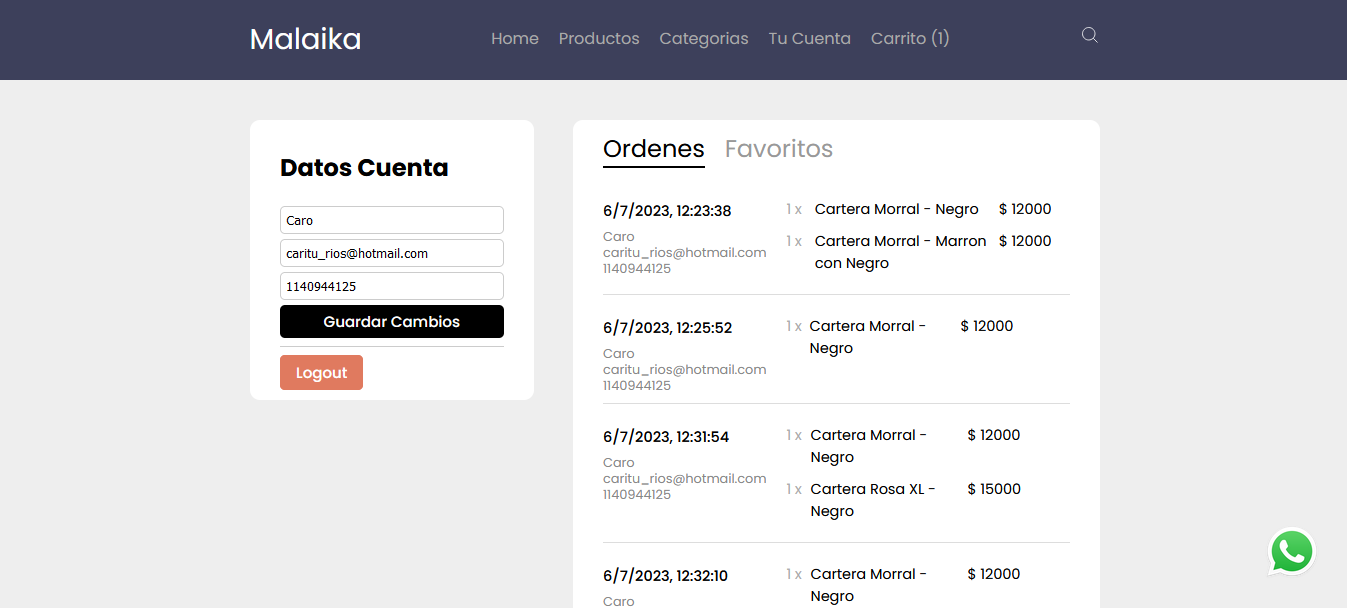 Malaika
Home Productos Categorias Tu Cuenta Carrito (1)
Datos Cuenta
Caro
caritu_rios@hotmail.com
1140944125
Guardar Cambios
Logout
Ordenes Favoritos
6/7/2023, 12:23:38
Caro
caritu_rios@hotmail.com
1140944125
1 x Cartera Morral - Negro $ 12000
1 x Cartera Morral - Marron $ 12000
con Negro
6/7/2023, 12:25:52
Caro
caritu_rios@hotmail.com
1140944125
1 x Cartera Morral - $ 12000
Negro
6/7/2023, 12:31:54
Caro
caritu_rios@hotmail.com
1140944125
1 x Cartera Morral - $ 12000
Negro
1 x Cartera Rosa XL - $ 15000
Negro
6/7/2023, 12:32:10
Caro
1 x Cartera Morral - $ 12000
Negro